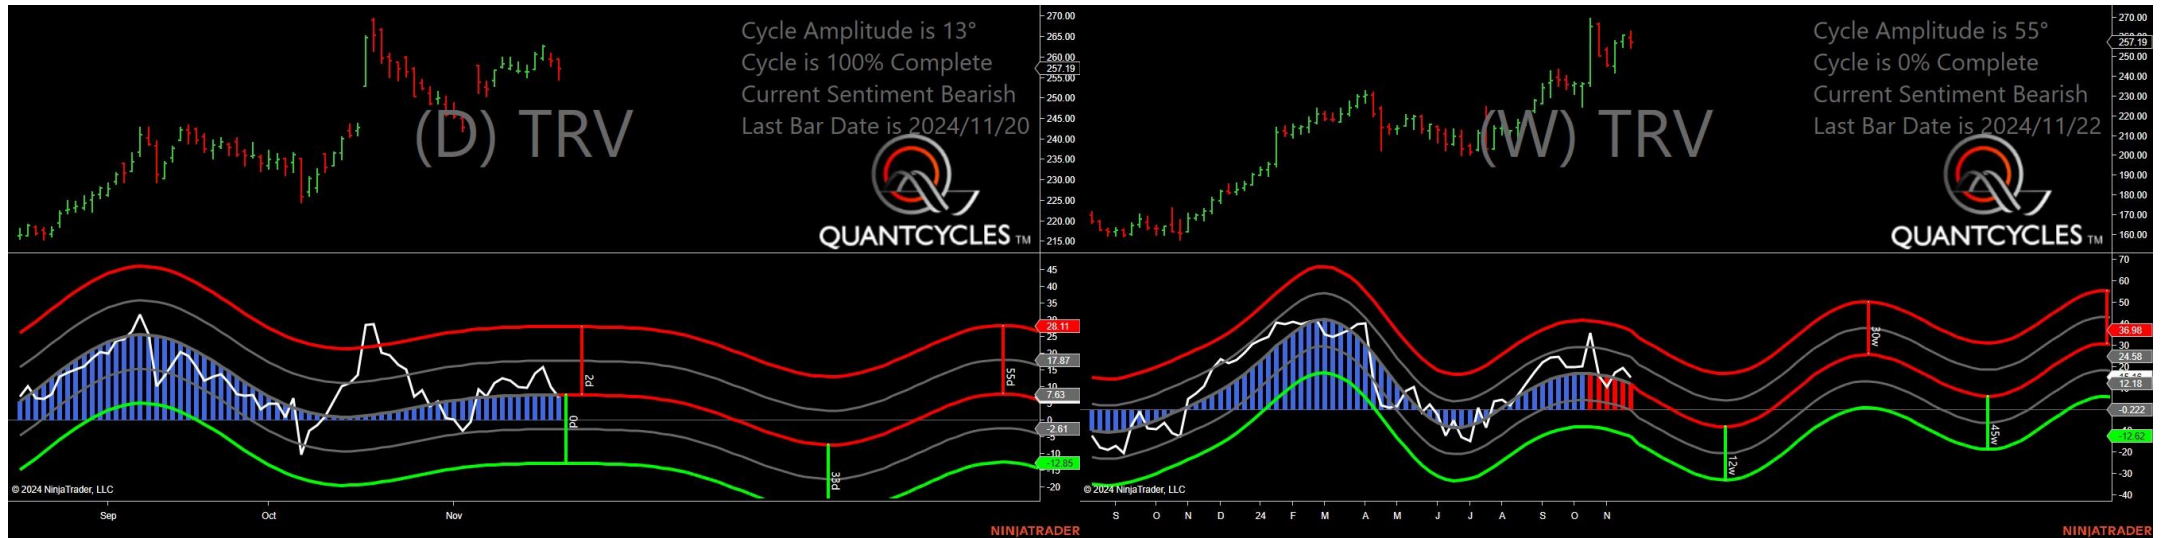 Cycle Amplitude is 13°
Cycle is 100% Complete
Current Sentiment Bearish
Last Bar Date is 2024/11/20
(D) TRV
QUANTCYCLES TM
270.00
265.00
260.00
257.19
255.00
250.00
245.00
240.00
235.00
230.00
225.00
220.00
215.00
45
40
35
30
28.11
25
20
17.87
15
10
7.63
5
0
-2.61
-5
-10
-12.85
-15
-20
2d
0d
33d
55d
© 2024 NinjaTrader, LLC
Sep
Oct
Nov
NINJATRADER
Cycle Amplitude is 55°
Cycle is 0% Complete
Current Sentiment Bearish
Last Bar Date is 2024/11/22
(W) TRV
QUANTCYCLES TM
270.00
257.19
250.00
240.00
230.00
220.00
210.00
200.00
190.00
180.00
170.00
160.00
70
60
50
40
36.98
30
24.58
20
12.18
-0.222
-12.62
-20
-30
-40
30w
12w
45w
© 2024 NinjaTrader, LLC
S O N D 24 F M A M J J A S O N
NINJATRADER